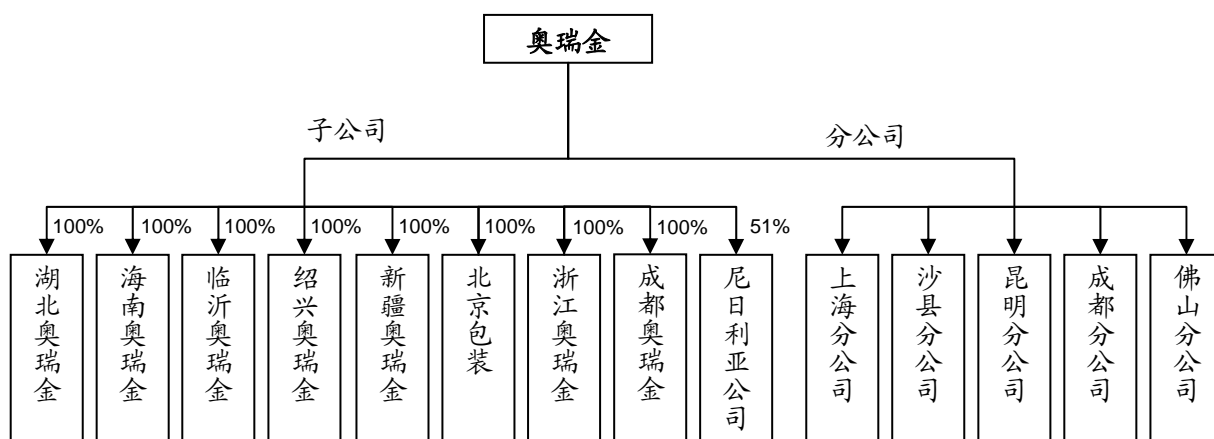 奥瑞金
子公司
分公司
100%
100%
100%
100%
100%
100%
100%
100%
51%
湖北奥瑞金
海南奥瑞金
临沂奥瑞金
绍兴奥瑞金
新疆奥瑞金
北京包装
浙江奥瑞金
成都奥瑞金
尼日利亚公司
上海分公司
沙县分公司
昆明分公司
成都分公司
佛山分公司